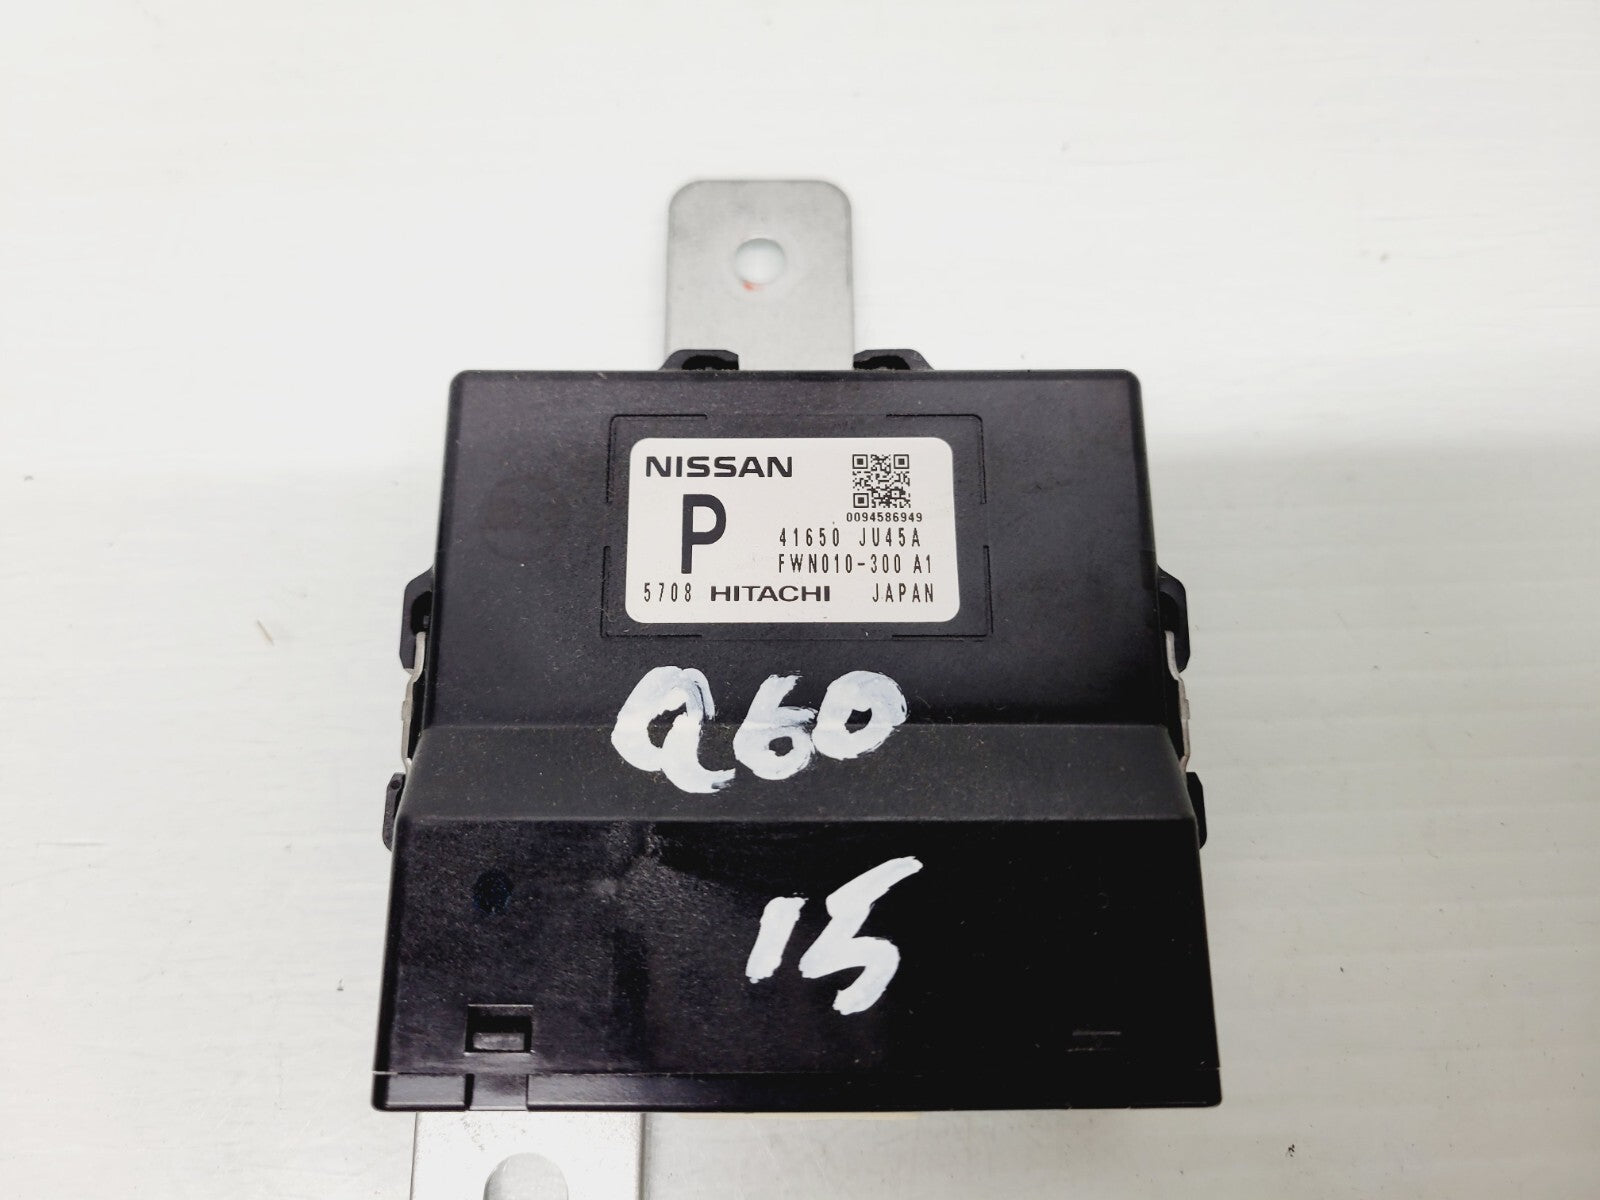 NISSAN
0094586949
P
41650 JU45A
FWN010-300 A1
5708 HITACHI JAPAN
Q60
15